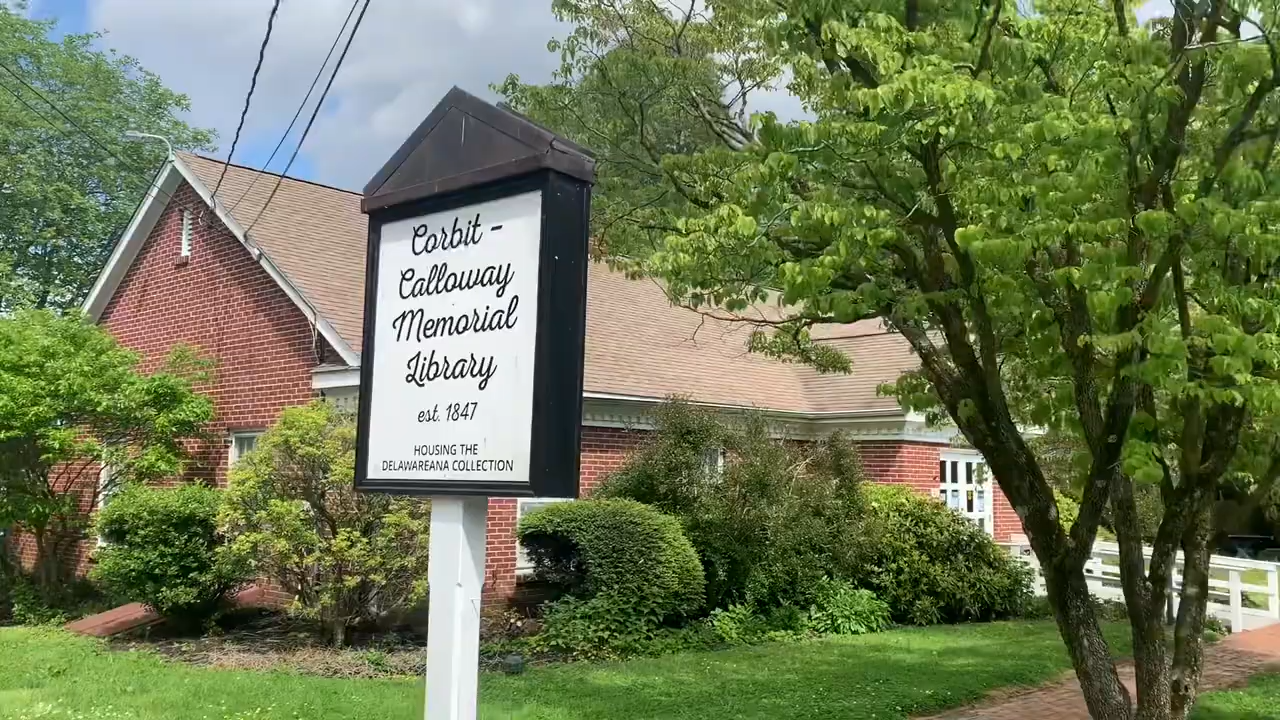 Corbit -
Calloway
Memorial
Library
est. 1847
HOUSING THE
DELAWAREANA COLLECTION